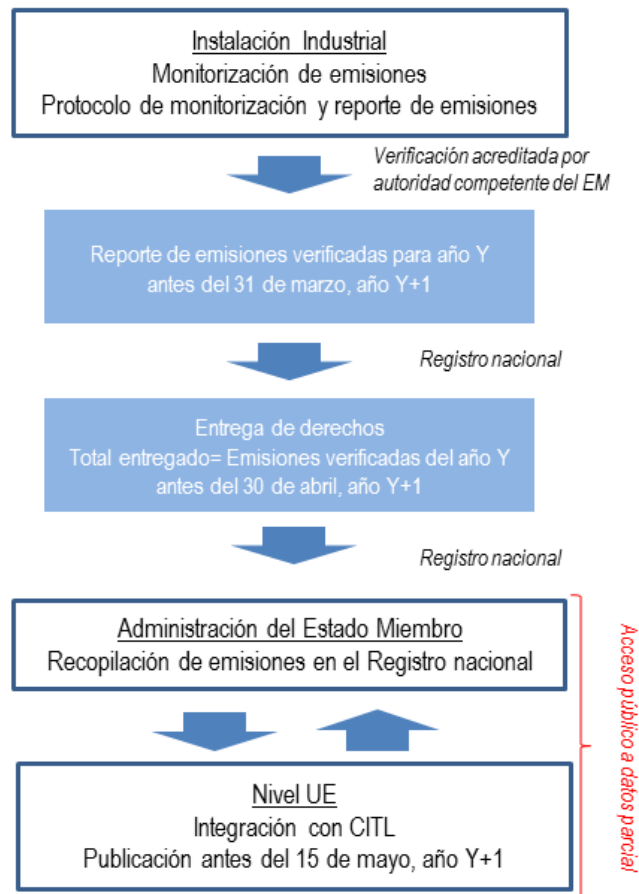 Instalación Industrial
Monitorización de emisiones
Protocolo de monitorización y reporte de emisiones
Verificación acreditada por
autoridad competente del EM
Reporte de emisiones verificadas para año Y
antes del 31 de marzo, año Y+1
Registro nacional
Entrega de derechos
Total entregado= Emisiones verificadas del año Y
antes del 30 de abril, año Y+1
Registro nacional
Administración del Estado Miembro
Recopilación de emisiones en el Registro nacional
Nivel UE
Integración con CITL
Publicación antes del 15 de mayo, año Y+1
Acceso público a datos parcial